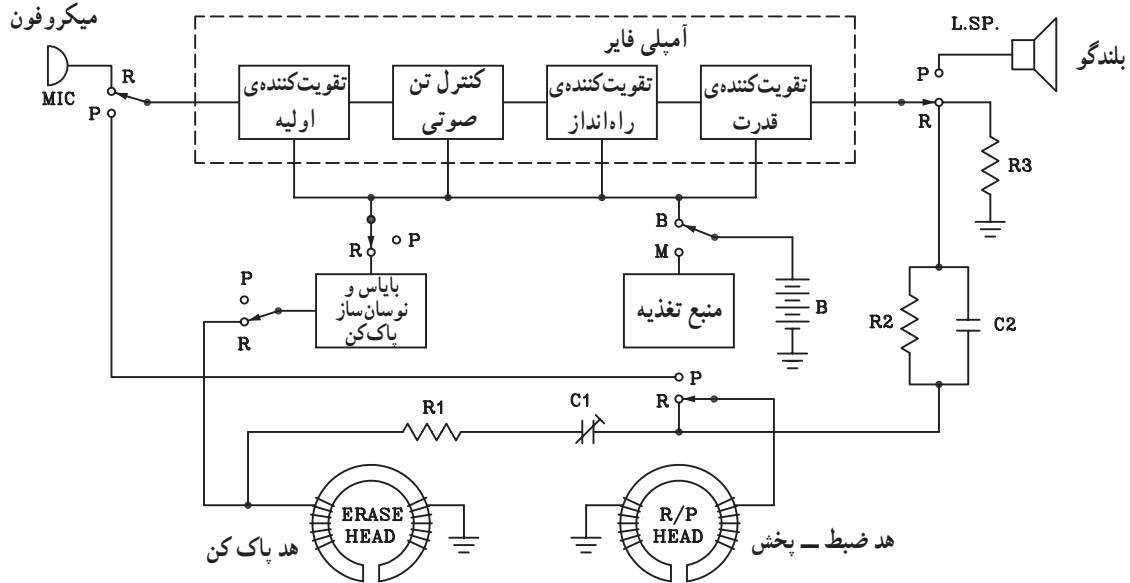 میکروفون
MIC
R
P
آمپلی فایر
تقویت‌کننده‌ی
اولیه
کنترل تن
صوتی
تقویت‌کننده‌ی
راه‌انداز
تقویت‌کننده‌ی
قدرت
L.SP.
بلندگو
P
R
R3
R
P
B
M
P
R
بایاس و
نوسان‌ساز
پاک‌کن
منبع تغذیه
B
R2
C2
P
R
R1
C1
ERASE
HEAD
هد پاک کن
R/P
HEAD
هد ضبط ــ پخش